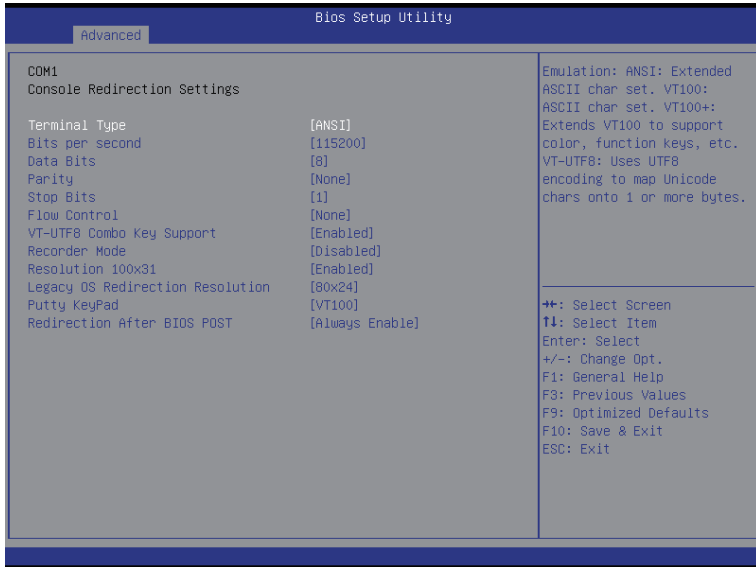 Bios Setup Utility
Advanced
COM1
Console Redirection Settings
Terminal Type [ANSI]
Bits per second [115200]
Data Bits [8]
Parity [None]
Stop Bits [1]
Flow Control [None]
VT-UTF8 Combo Key Support [Enabled]
Recorder Mode [Disabled]
Resolution 100x31 [Enabled]
Legacy OS Redirection Resolution [80x24]
Putty KeyPad [VT100]
Redirection After BIOS POST [Always Enable]
Emulation: ANSI: Extended
ASCII char set. VT100:
ASCII char set. VT100+:
Extends VT100 to support
color, function keys, etc.
VT-UTF8: Uses UTF8
encoding to map Unicode
chars onto 1 or more bytes.
→←: Select Screen
↑↓: Select Item
Enter: Select
+/-: Change Opt.
F1: General Help
F3: Previous Values
F9: Optimized Defaults
F10: Save & Exit
ESC: Exit